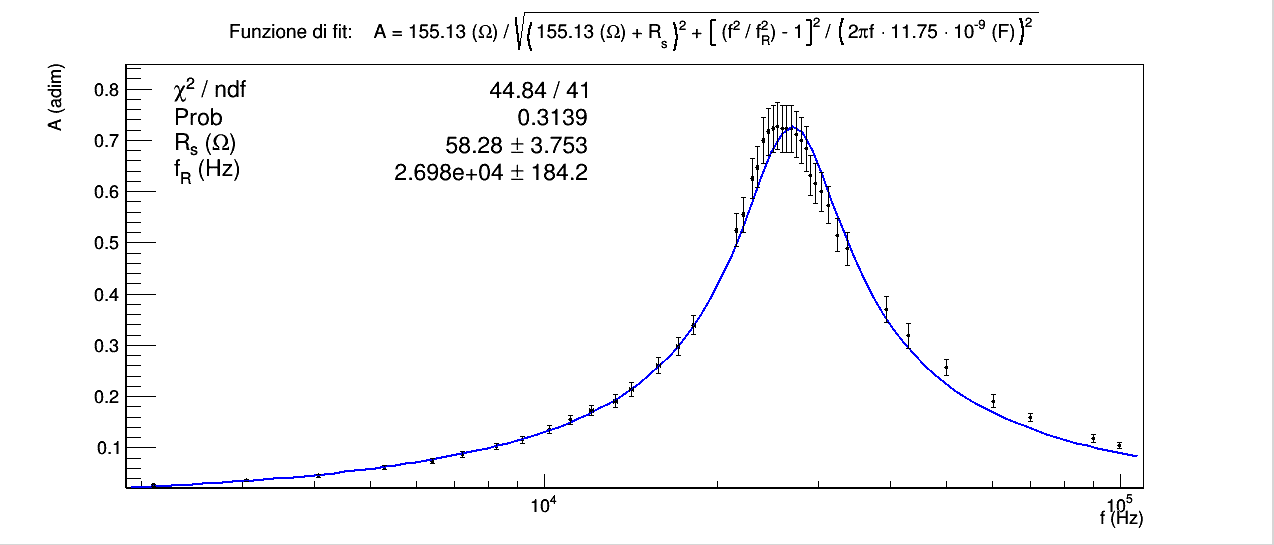 Funzione di fit: A = 155.13 (Ω) / √(155.13 (Ω) + Rₛ)² + [ (f² / f²_R) - 1 ]² / (2πf · 11.75 · 10⁻⁹ (F))²
A (adim)
χ² / ndf 44.84 / 41
Prob 0.3139
Rₛ (Ω) 58.28 ± 3.753
f_R (Hz) 2.698e+04 ± 184.2
0.8
0.7
0.6
0.5
0.4
0.3
0.2
0.1
10⁴
10⁵
f (Hz)